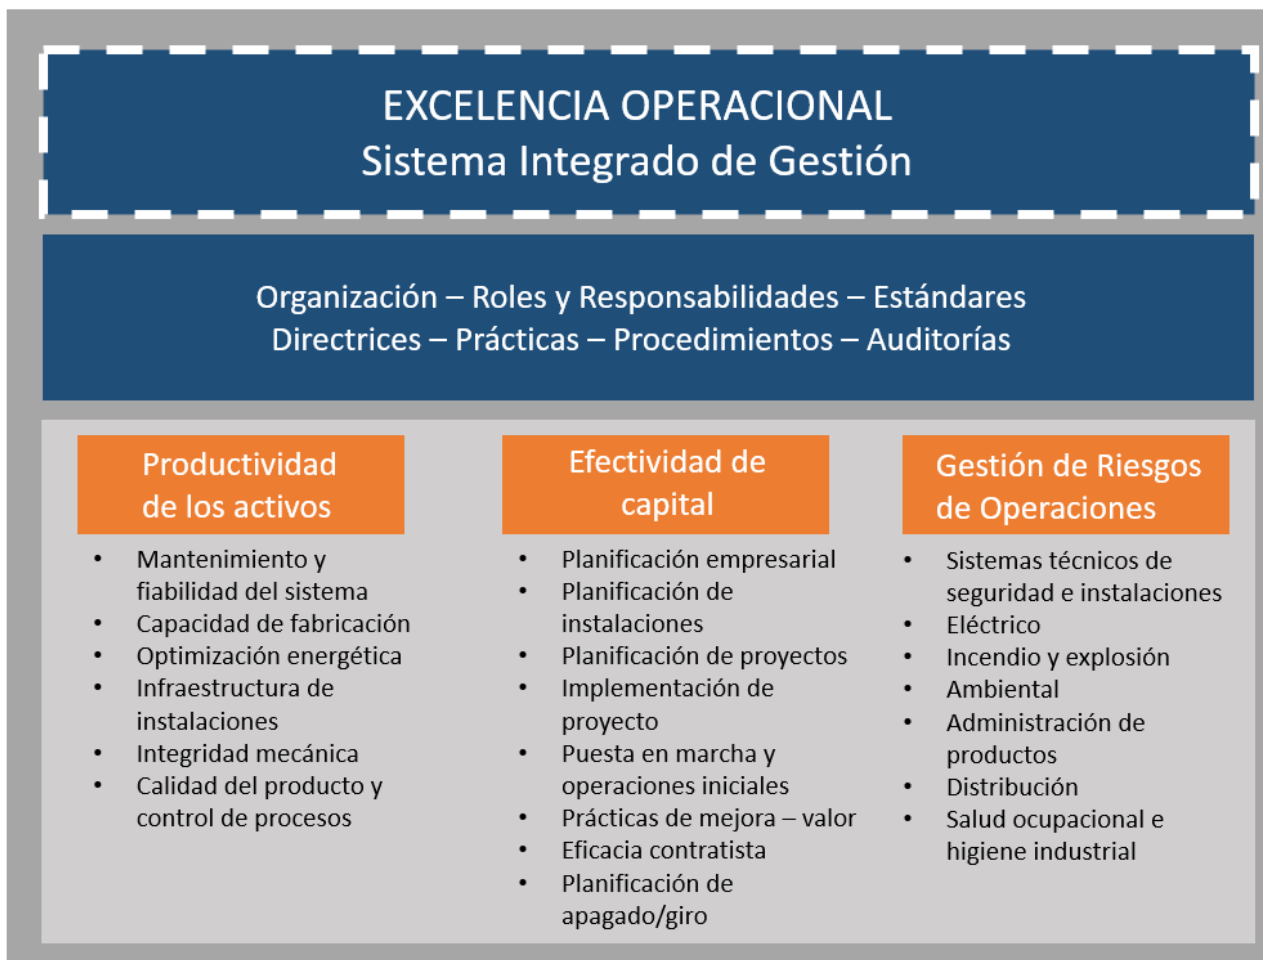 EXCELENCIA OPERACIONAL
Sistema Integrado de Gestión
Organización – Roles y Responsabilidades – Estándares
Directrices – Prácticas – Procedimientos – Auditorías
Productividad
de los activos
• Mantenimiento y
fiabilidad del sistema
• Capacidad de fabricación
• Optimización energética
• Infraestructura de
instalaciones
• Integridad mecánica
• Calidad del producto y
control de procesos
Efectividad de
capital
• Planificación empresarial
• Planificación de
instalaciones
• Planificación de proyectos
• Implementación de
proyecto
• Puesta en marcha y
operaciones iniciales
• Prácticas de mejora – valor
• Eficacia contratista
• Planificación de
apagado/giro
Gestión de Riesgos
de Operaciones
• Sistemas técnicos de
seguridad e instalaciones
• Eléctrico
• Incendio y explosión
• Ambiental
• Administración de
productos
• Distribución
• Salud ocupacional e
higiene industrial